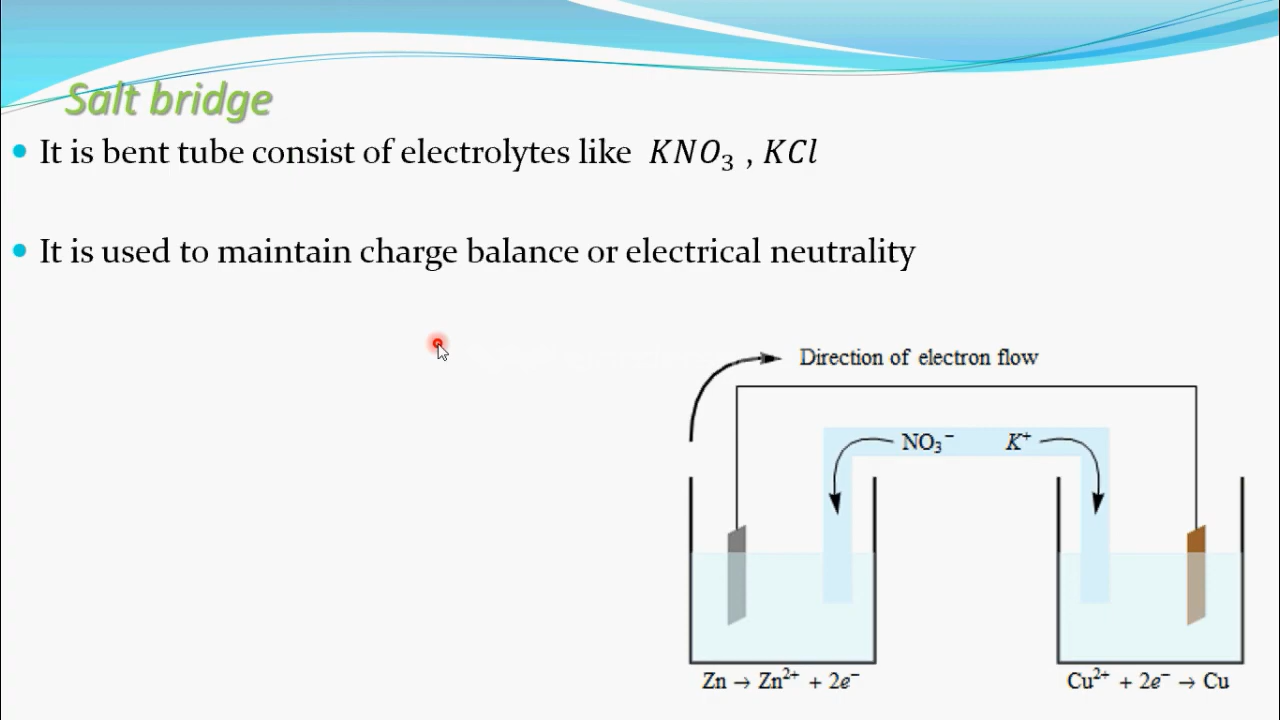 Salt bridge
It is bent tube consist of electrolytes like KNO₃ , KCl
It is used to maintain charge balance or electrical neutrality
Direction of electron flow
NO₃⁻ K⁺
Zn → Zn²⁺ + 2e⁻
Cu²⁺ + 2e⁻ → Cu